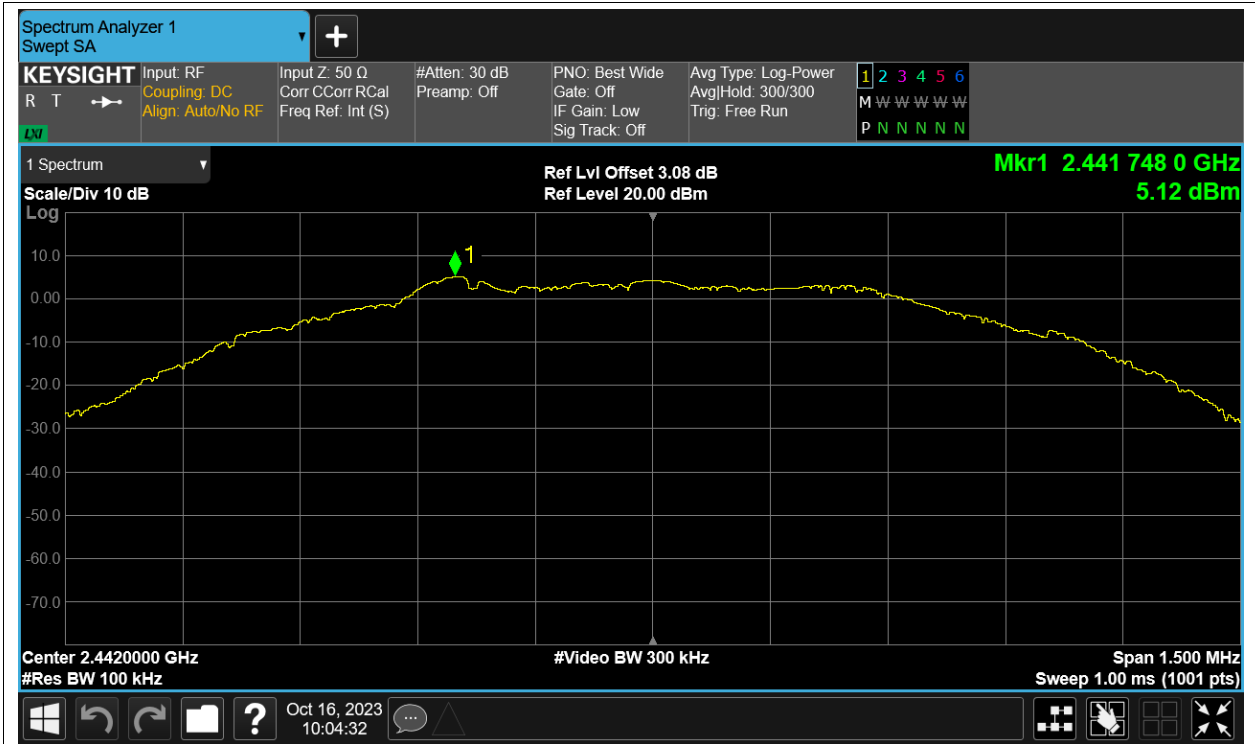 Spectrum Analyzer 1
Swept SA
+
KEYSIGHT
R T
LXI
Input: RF
Coupling: DC
Align: Auto/No RF
Input Z: 50 Ω
Corr CCorr RCal
Freq Ref: Int (S)
#Atten: 30 dB
Preamp: Off
PNO: Best Wide
Gate: Off
IF Gain: Low
Sig Track: Off
Avg Type: Log-Power
Avg|Hold: 300/300
Trig: Free Run
1 2 3 4 5 6
M W W W W W
P N N N N N
1 Spectrum
Scale/Div 10 dB
Log
Ref Lvl Offset 3.08 dB
Ref Level 20.00 dBm
Mkr1 2.441 748 0 GHz
5.12 dBm
1
10.0
0.00
-10.0
-20.0
-30.0
-40.0
-50.0
-60.0
-70.0
Center 2.4420000 GHz
#Res BW 100 kHz
#Video BW 300 kHz
Span 1.500 MHz
Sweep 1.00 ms (1001 pts)
?
Oct 16, 2023
10:04:32